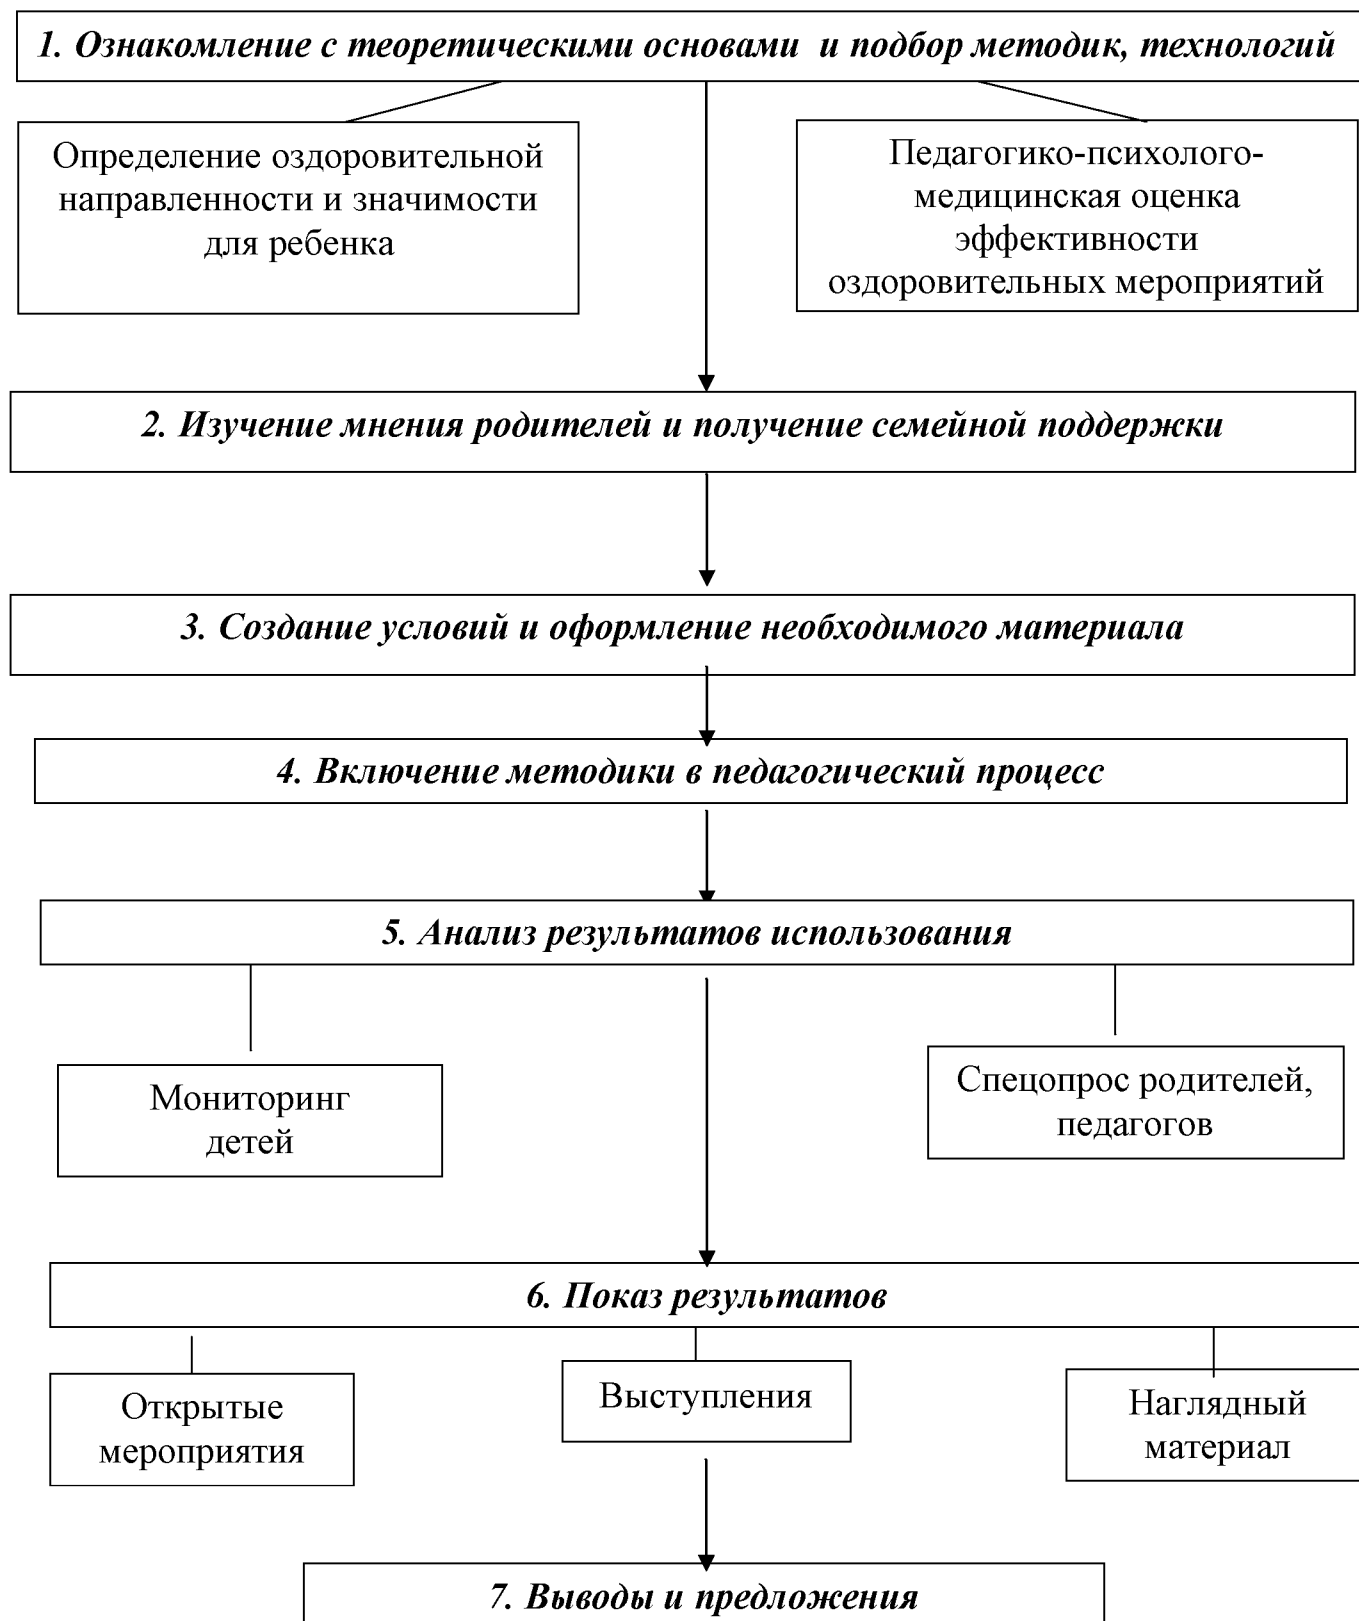 1. Ознакомление с теоретическими основами и подбор методик, технологий
Определение оздоровительной
направленности и значимости
для ребенка
Педагогико-психолого-
медицинская оценка
эффективности
оздоровительных мероприятий
2. Изучение мнения родителей и получение семейной поддержки
3. Создание условий и оформление необходимого материала
4. Включение методики в педагогический процесс
5. Анализ результатов использования
Мониторинг
детей
Спецопрос родителей,
педагогов
6. Показ результатов
Открытые
мероприятия
Выступления
Наглядный
материал
7. Выводы и предложения